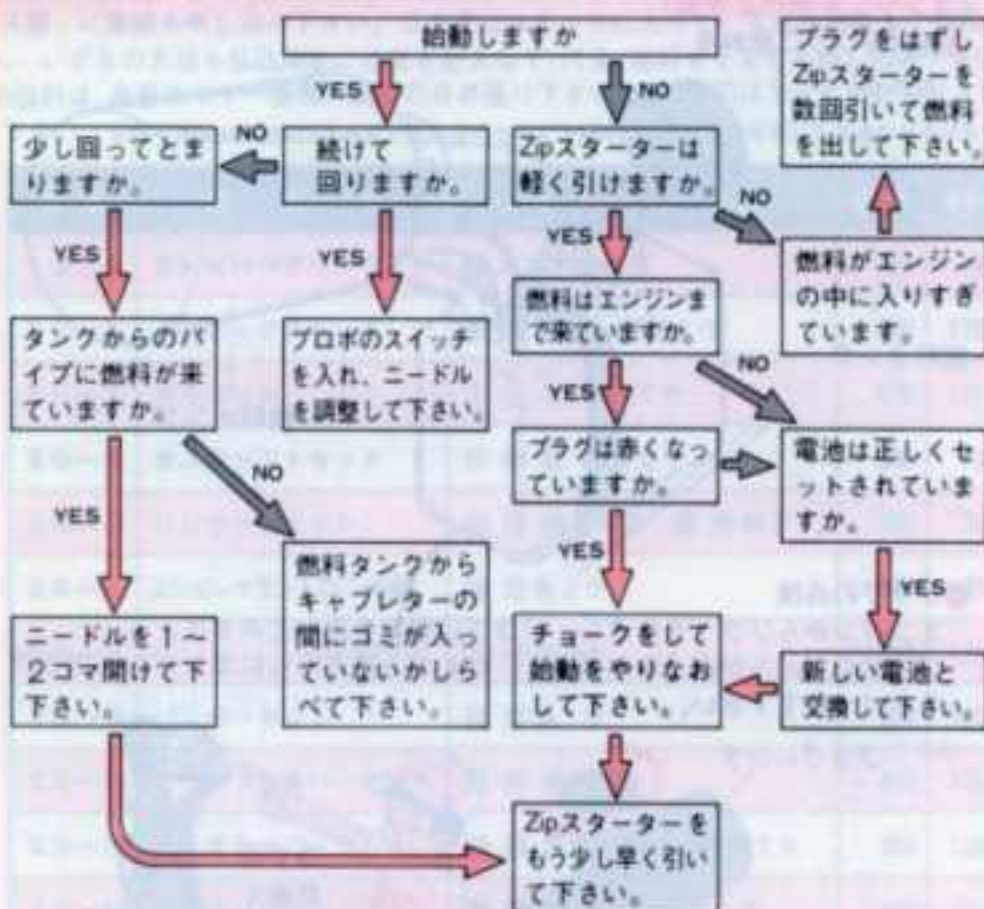 始動しますか
YES
NO
プラグをはずし
Zipスターターを
数回引いて燃料
を出して下さい。
少し回ってとま
りますか。
NO
続けて
回りますか。
Zipスターターは
軽く引けますか。
NO
YES
YES
YES
燃料がエンジン
の中に入りすぎ
ています。
タンクからのパ
イプに燃料が来
ていますか。
プロポのスイッチ
を入れ、ニードル
を調整して下さい。
燃料はエンジンま
で来ていますか。
NO
YES
NO
YES
プラグは赤くなっ
ていますか。
電池は正しくセ
ットされていま
すか。
YES
YES
燃料タンクから
キャブレターの
間にゴミが入っ
ていないかしら
べて下さい。
ニードルを1～
2コマ開けて下
下さい。
チョークをして
始動をやりなお
して下さい。
新しい電池と
交換して下さい。
Zipスターターを
もう少し早く引い
て下さい。